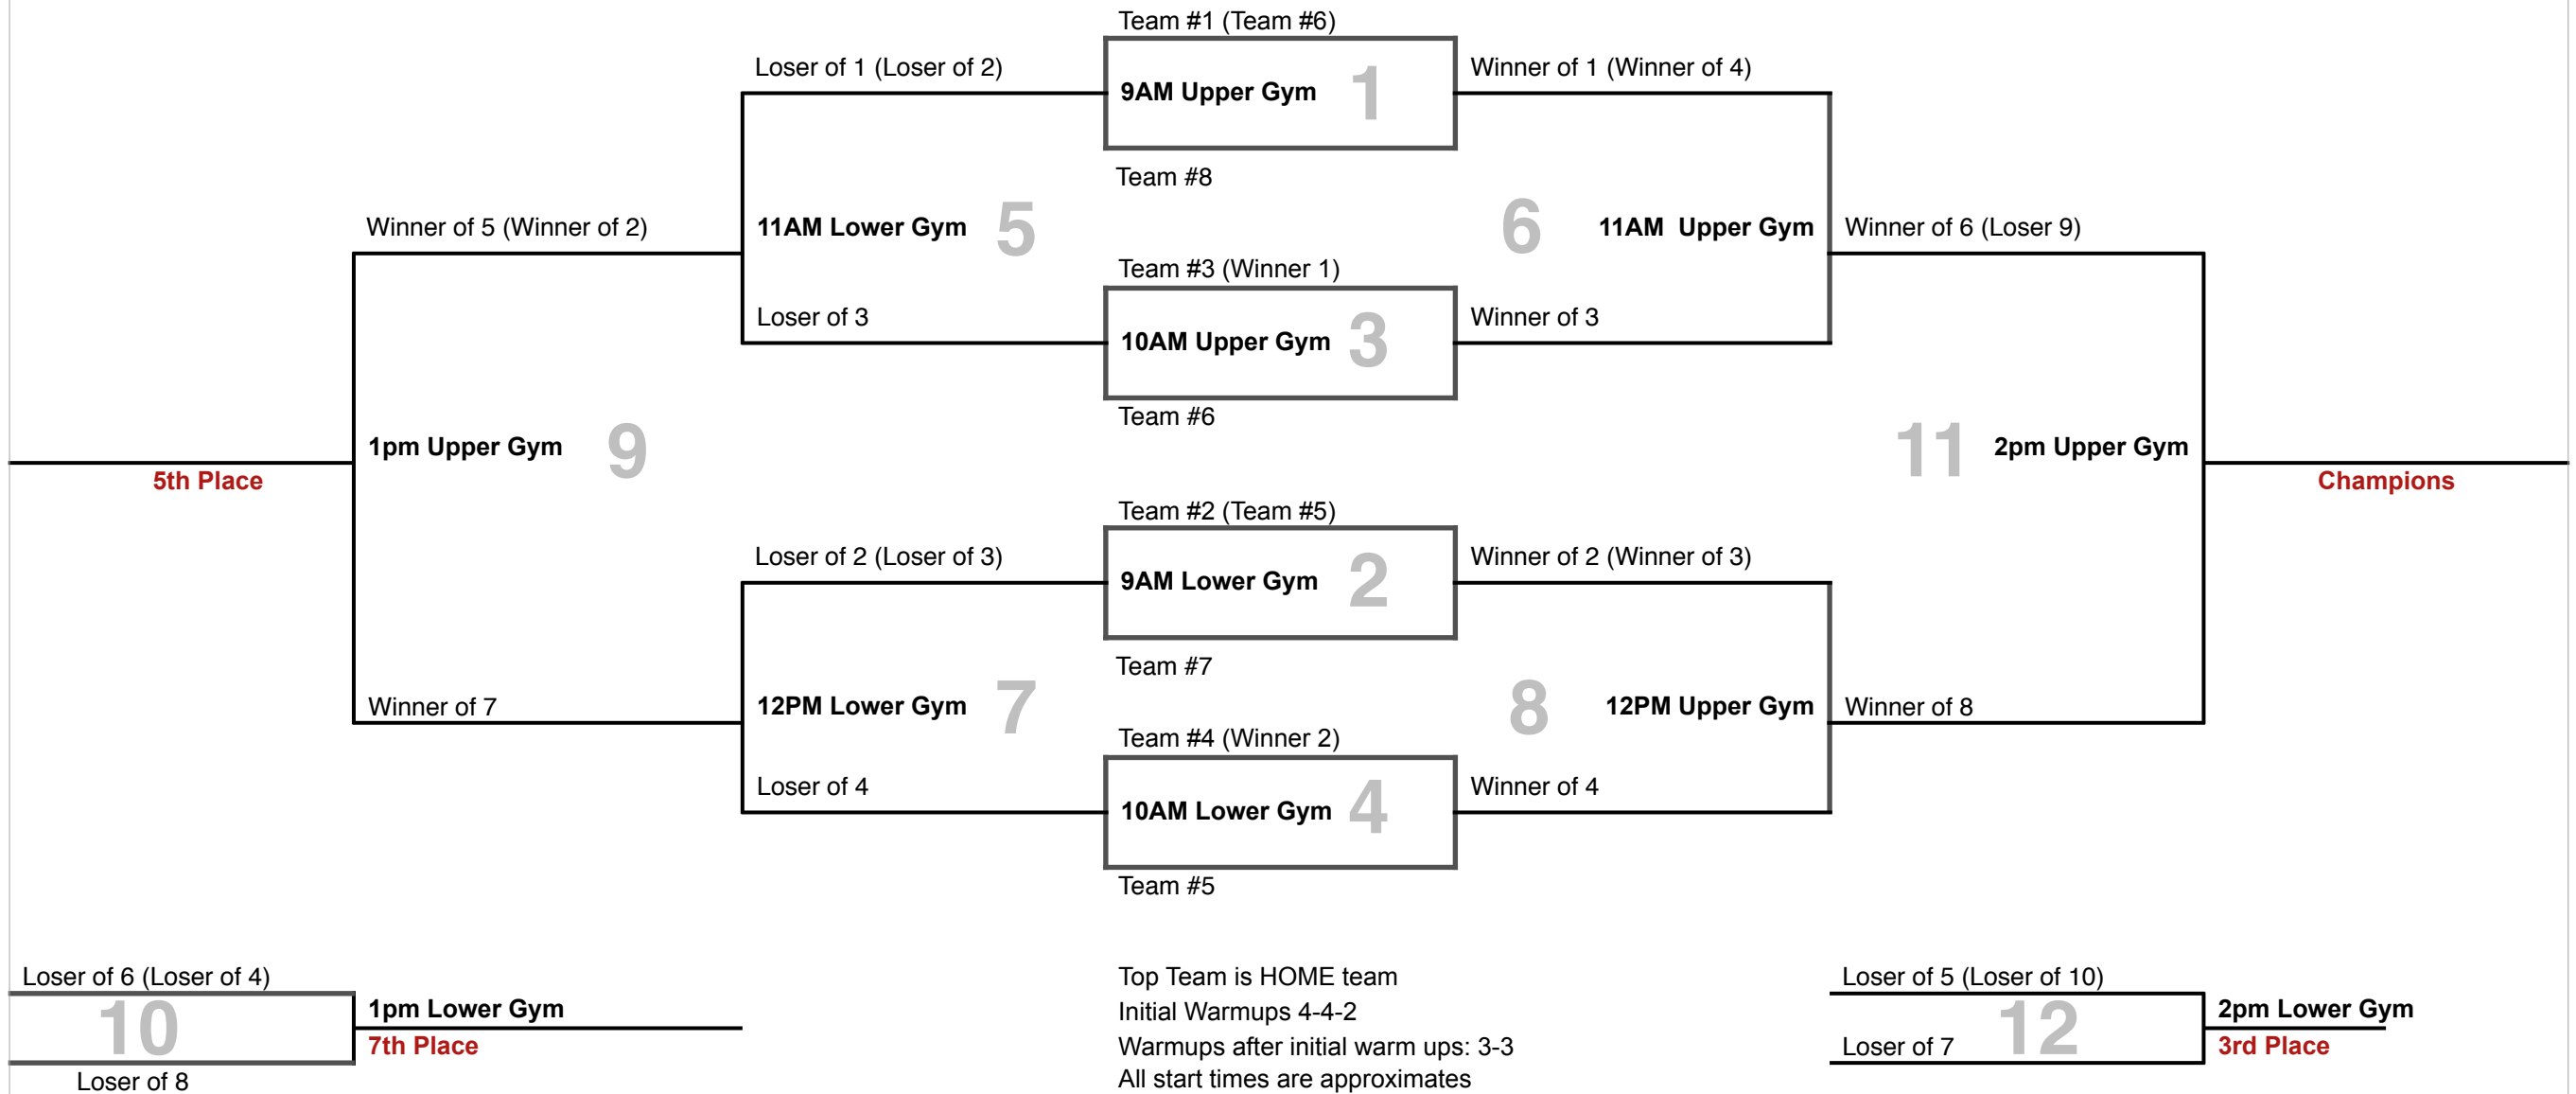 Team #1 (Team #6)
Loser of 1 (Loser of 2)
9AM Upper Gym 1
Winner of 1 (Winner of 4)
Team #8
Winner of 5 (Winner of 2)
11AM Lower Gym 5
6 11AM Upper Gym
Winner of 6 (Loser 9)
Team #3 (Winner 1)
Loser of 3
10AM Upper Gym 3
Winner of 3
Team #6
1pm Upper Gym 9
11 2pm Upper Gym
5th Place
Champions
Team #2 (Team #5)
Loser of 2 (Loser of 3)
9AM Lower Gym 2
Winner of 2 (Winner of 3)
Team #7
Winner of 7
12PM Lower Gym 7
8 12PM Upper Gym
Winner of 8
Team #4 (Winner 2)
Loser of 4
10AM Lower Gym 4
Winner of 4
Team #5
Loser of 6 (Loser of 4)
10
1pm Lower Gym
7th Place
Loser of 8
Top Team is HOME team
Initial Warmups 4-4-2
Warmups after initial warm ups: 3-3
All start times are approximates
Loser of 5 (Loser of 10)
12
2pm Lower Gym
Loser of 7
3rd Place